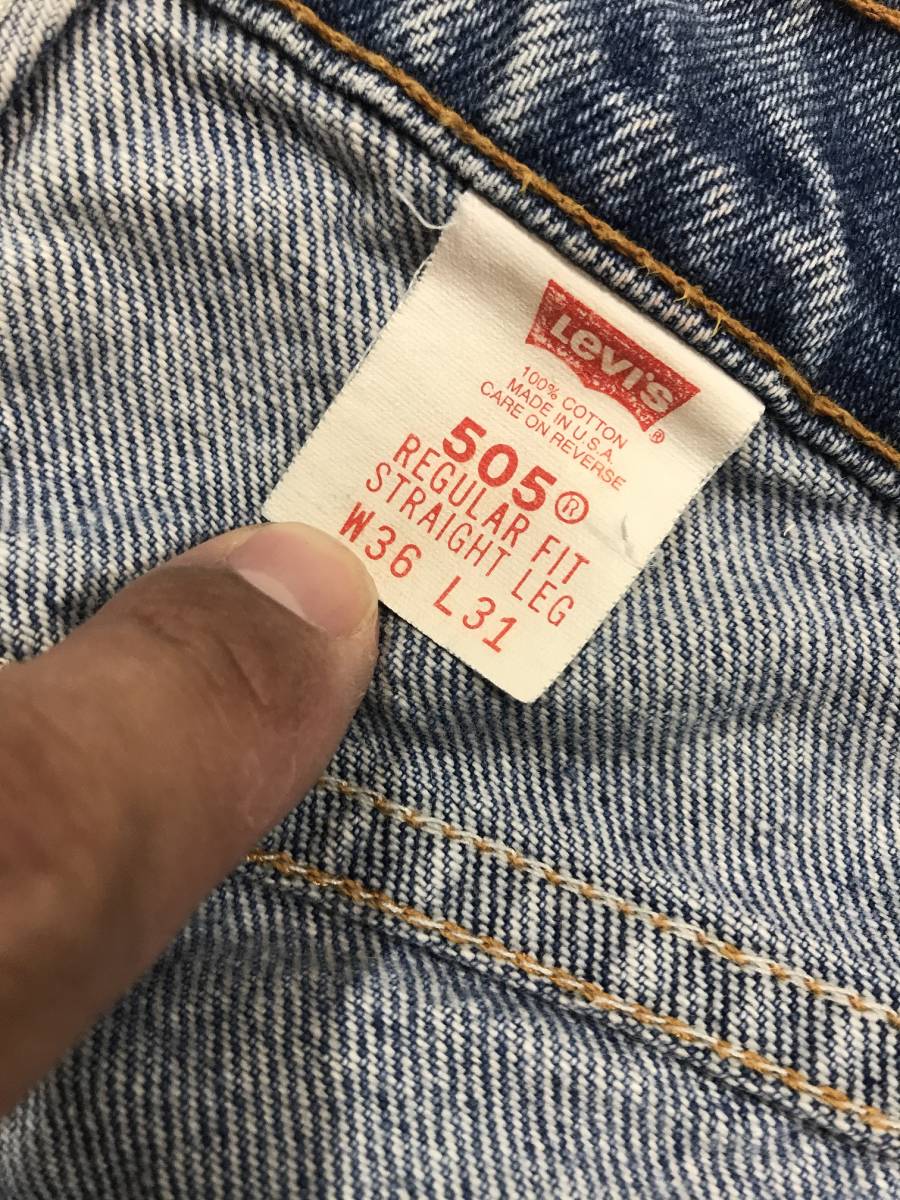 Levi's®
100% COTTON
MADE IN U.S.A.
CARE ON REVERSE
505®
REGULAR FIT
STRAIGHT LEG
W36 L31